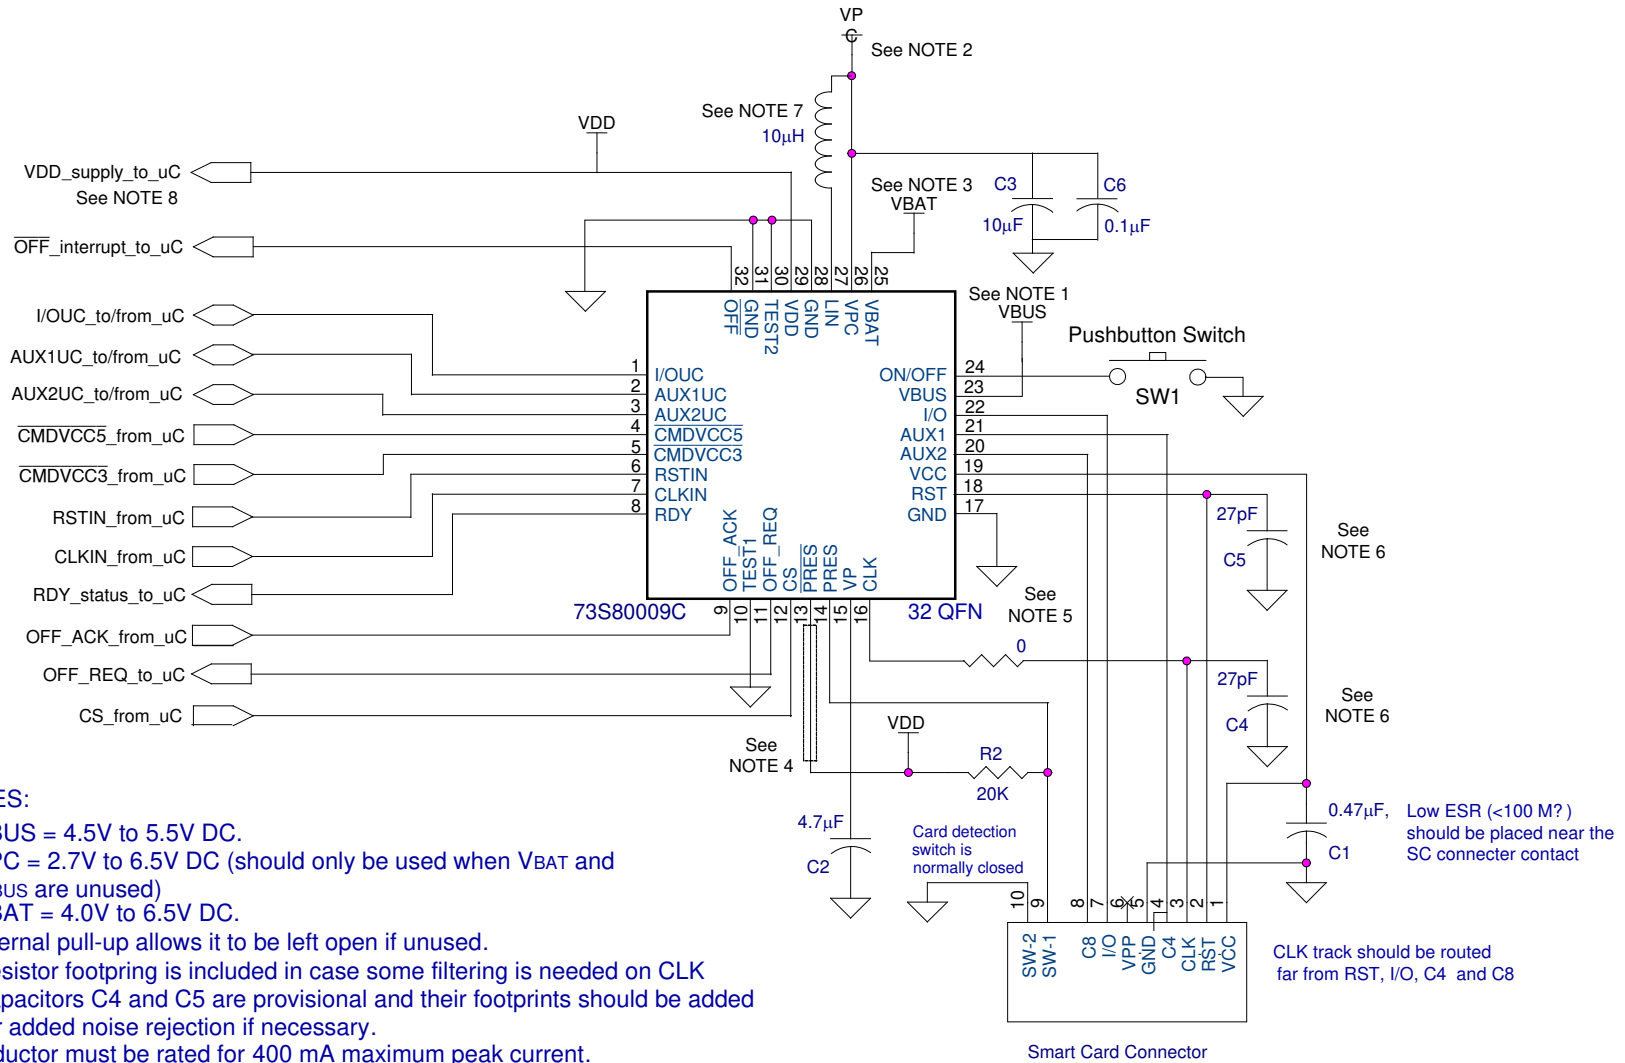 VP
C
See NOTE 2
See NOTE 7
10μH
VDD
VDD_supply_to_uC
See NOTE 8
See NOTE 3
VBAT
C3
10μF
C6
0.1μF
OFF_interrupt_to_uC
32 31 30 29 28 27 26 25
OFF GND TEST2 VDD GND LIN VPC VBAT
See NOTE 1
VBUS
Pushbutton Switch
SW1
I/OUC_to/from_uC
AUX1UC_to/from_uC
AUX2UC_to/from_uC
CMDVCC5_from_uC
CMDVCC3_from_uC
RSTIN_from_uC
CLKIN_from_uC
RDY_status_to_uC
OFF_ACK_from_uC
OFF_REQ_to_uC
CS_from_uC
1 I/OUC
2 AUX1UC
3 AUX2UC
4 CMDVCC5
5 CMDVCC3
6 RSTIN
7 CLKIN
8 RDY
ON/OFF 24
VBUS 23
I/O 22
AUX1 21
AUX2 20
VCC 19
RST 18
GND 17
OFF_ACK TEST1 OFF_REQ CS PRES PRES VP CLK
9 10 11 12 13 14 15 16
73S80009C
32 QFN
27pF
C5
See
NOTE 6
See
NOTE 5
0
27pF
C4
See
NOTE 6
See
NOTE 4
VDD
R2
20K
4.7μF
C2
Card detection
switch is
normally closed
0.47μF,
C1
Low ESR (<100 M?)
should be placed near the
SC connecter contact
10 9 8 7 6 5 4 3 2 1
SW-2 SW-1 C8 I/O VPP GND C4 CLK RST VCC
CLK track should be routed
far from RST, I/O, C4 and C8
Smart Card Connector
ES:
BUS = 4.5V to 5.5V DC.
PC = 2.7V to 6.5V DC (should only be used when VBAT and
BUS are unused)
BAT = 4.0V to 6.5V DC.
ternal pull-up allows it to be left open if unused.
esistor footpring is included in case some filtering is needed on CLK
apacitors C4 and C5 are provisional and their footprints should be added
r added noise rejection if necessary.
ductor must be rated for 400 mA maximum peak current.